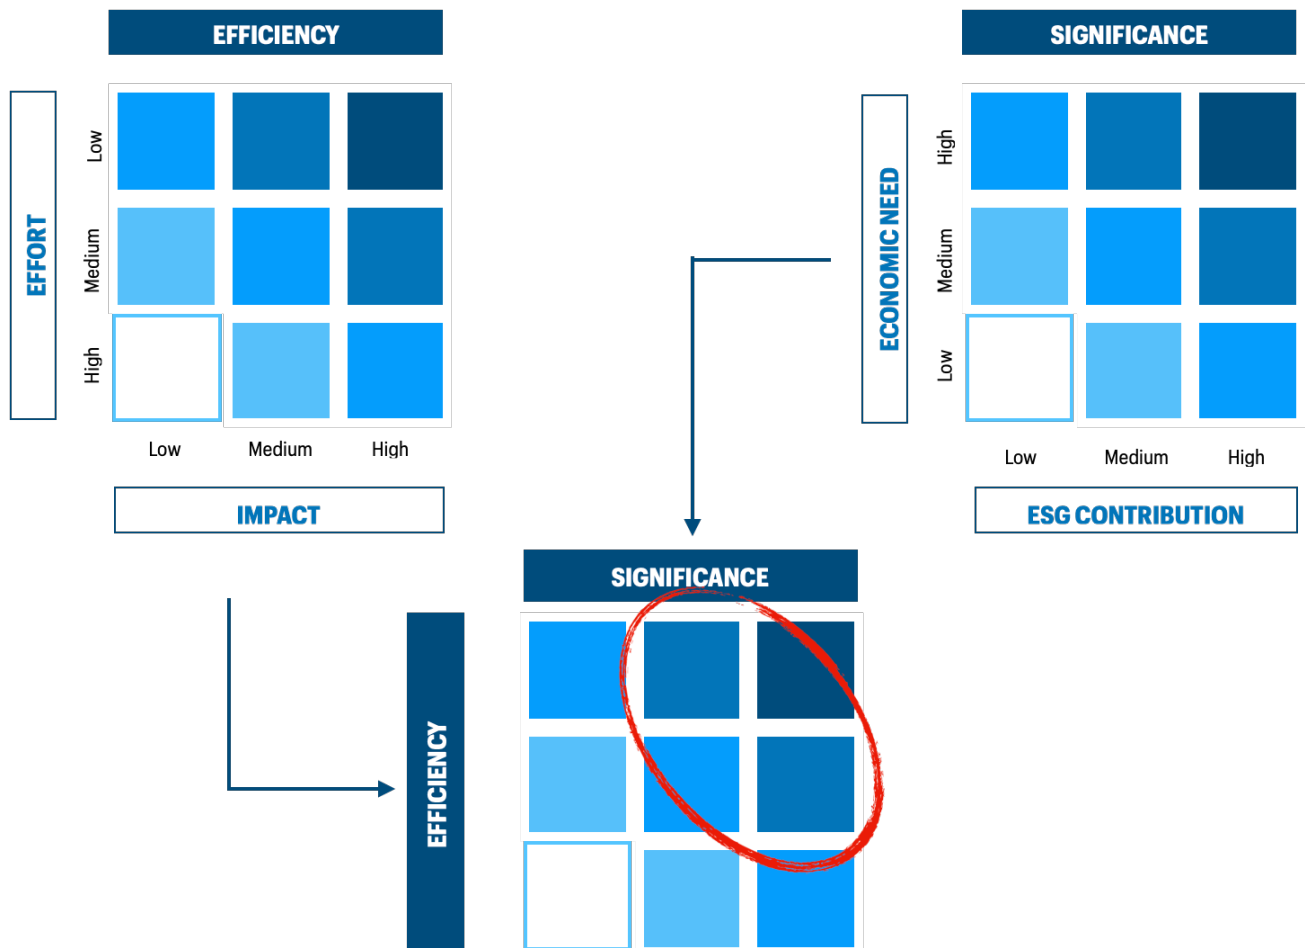 EFFICIENCY
EFFORT
Low
Medium
High
Low Medium High
IMPACT
SIGNIFICANCE
ECONOMIC NEED
High
Medium
Low
Low Medium High
ESG CONTRIBUTION
SIGNIFICANCE
EFFICIENCY